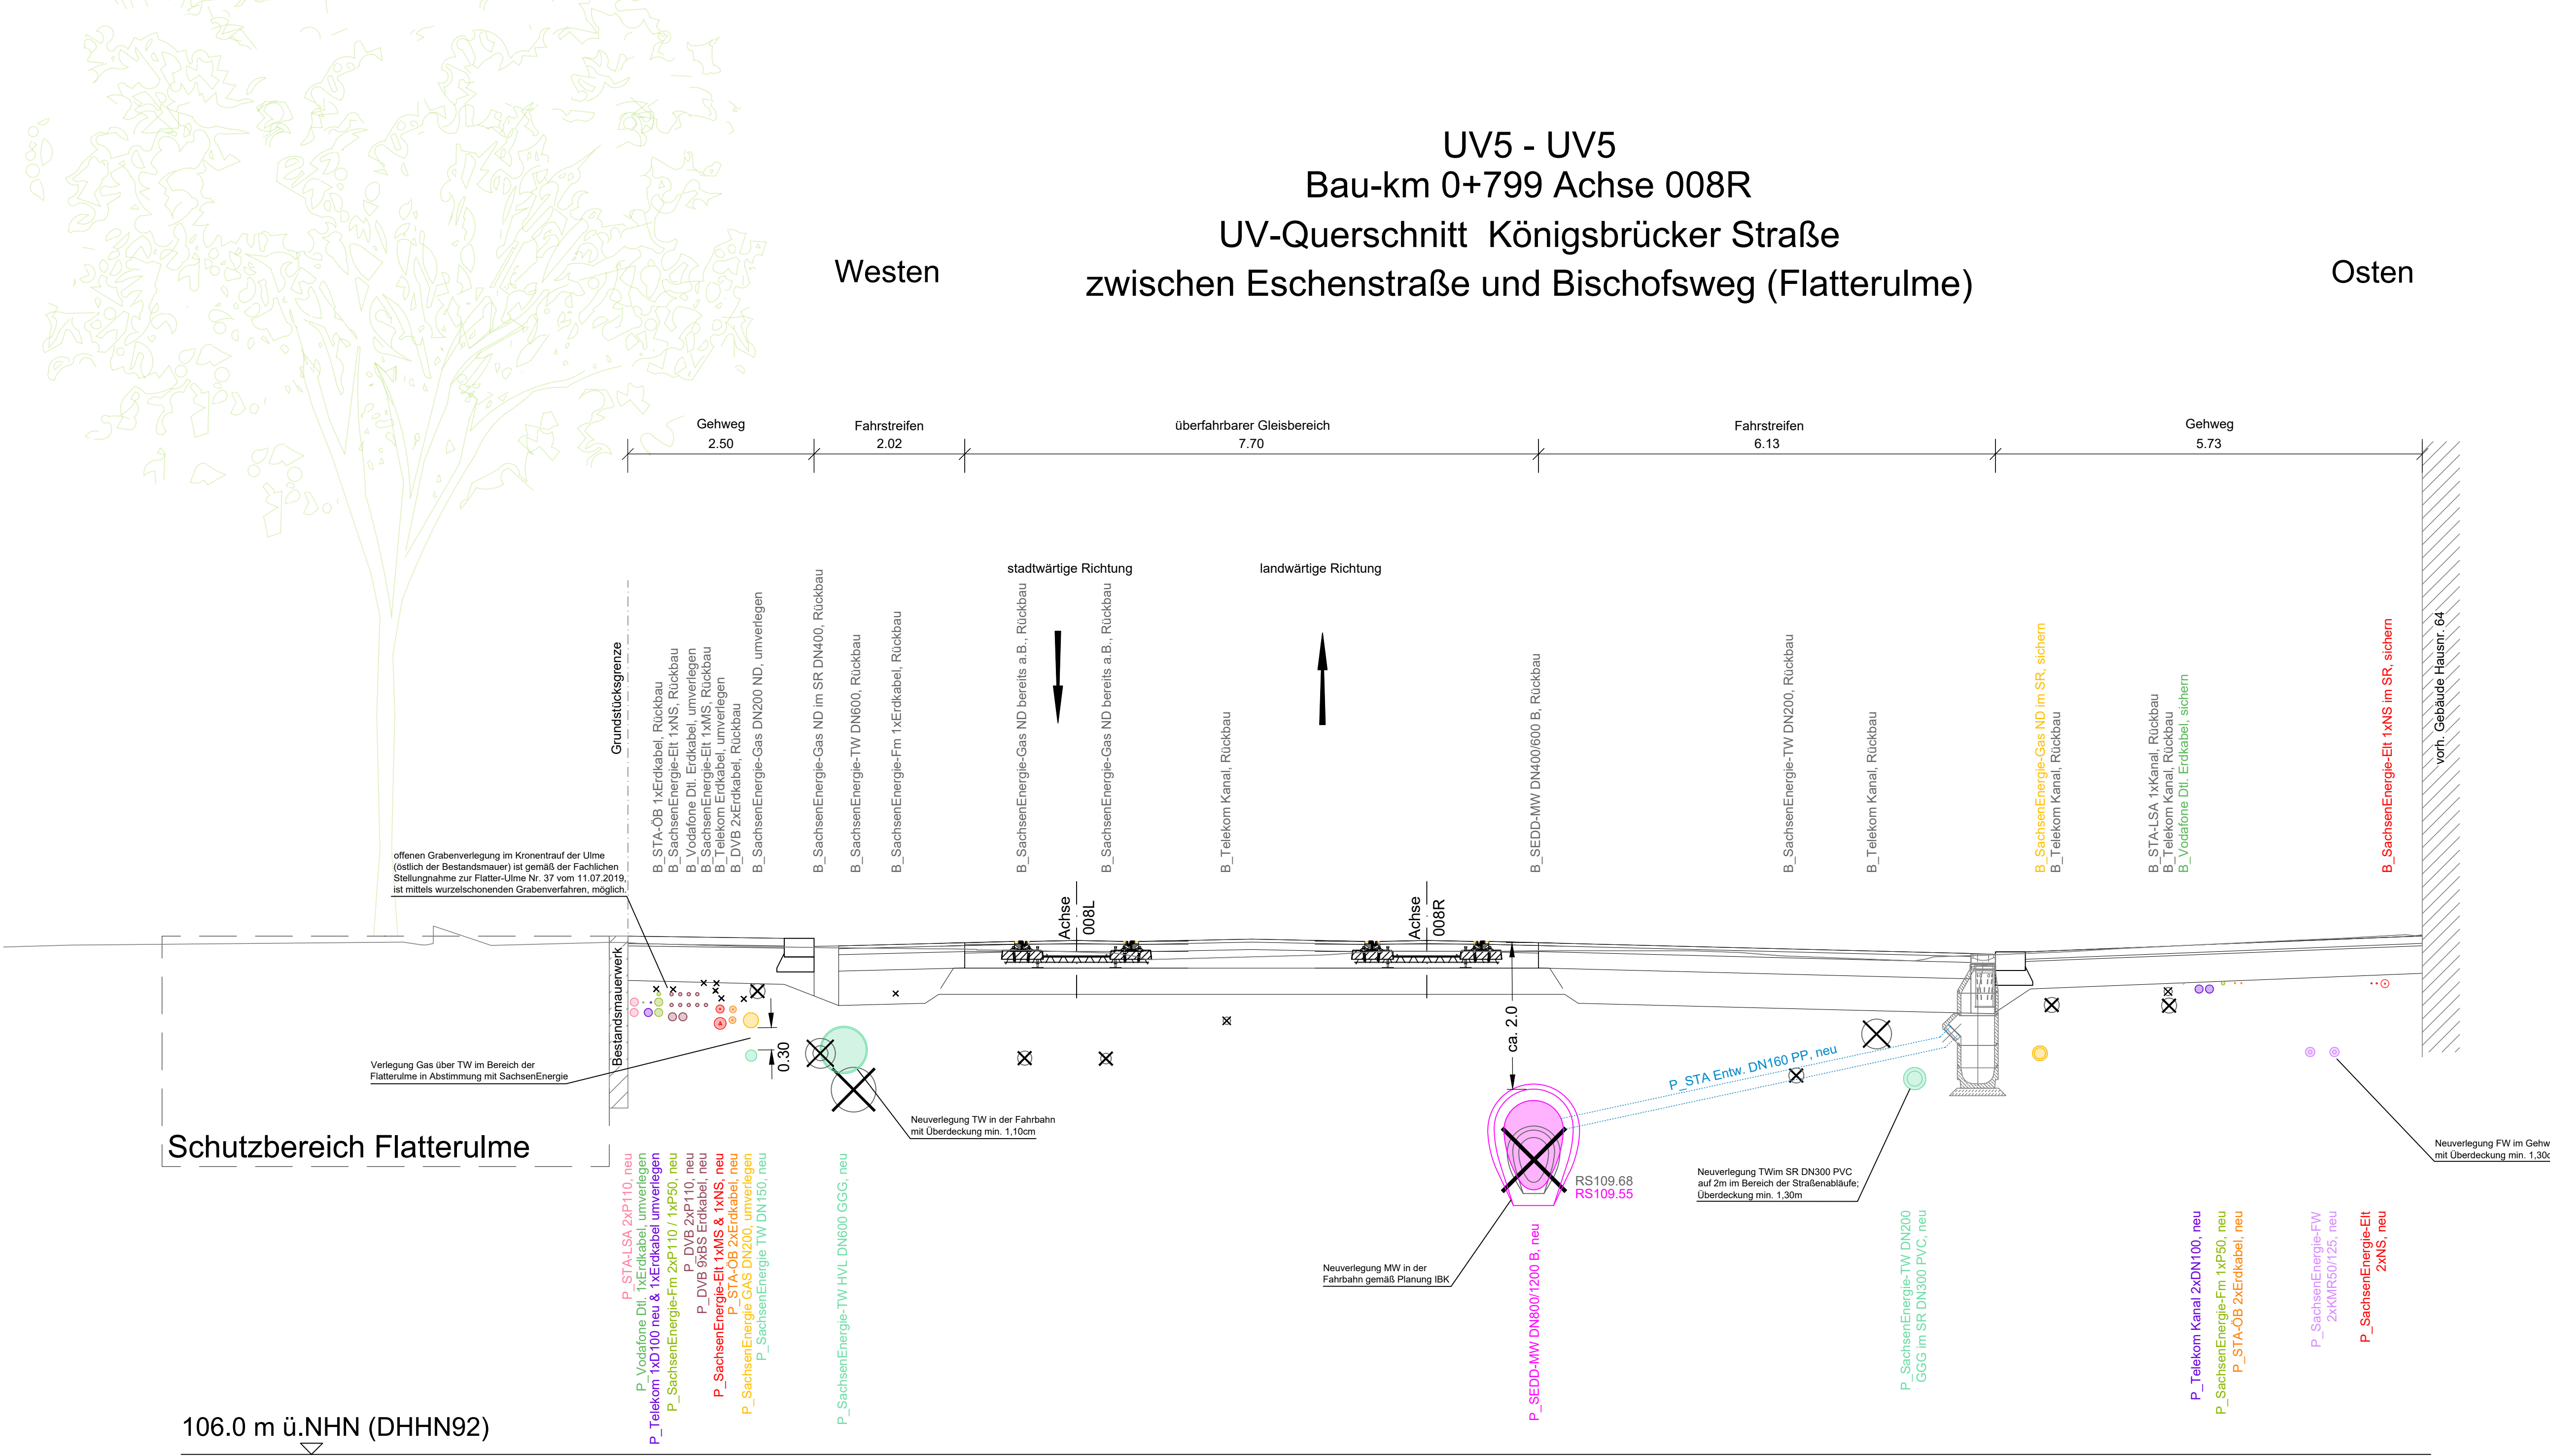 UV5 - UV5
Bau-km 0+799 Achse 008R
UV-Querschnitt  Königsbrücker Straße
zwischen Eschenstraße und Bischofsweg (Flatterulme)
Westen
Osten
Gehweg
2.50
Fahrstreifen
2.02
überfahrbarer Gleisbereich
7.70
Fahrstreifen
6.13
Gehweg
5.73
stadtwärtige Richtung
landwärtige Richtung
Grundstücksgrenze
B_STA-ÖB 1xErdkabel, Rückbau
B_SachsenEnergie-Elt 1xNS, Rückbau
B_Vodafone Dtl. Erdkabel, umverlegen
B_SachsenEnergie-Elt 1xMS, Rückbau
B_Telekom Erdkabel, umverlegen
B_DVB 2xErdkabel, Rückbau
B_SachsenEnergie-Gas DN200 ND, umverlegen
B_SachsenEnergie-Gas ND im SR DN400, Rückbau
B_SachsenEnergie-TW DN600, Rückbau
B_SachsenEnergie-Fm 1xErdkabel, Rückbau
B_SachsenEnergie-Gas ND bereits a.B., Rückbau
B_SachsenEnergie-Gas ND bereits a.B., Rückbau
B_Telekom Kanal, Rückbau
B_SEDD-MW DN400/600 B, Rückbau
B_SachsenEnergie-TW DN200, Rückbau
B_Telekom Kanal, Rückbau
B_SachsenEnergie-Gas ND im SR, sichern
B_Telekom Kanal, Rückbau
B_STA-LSA 1xKanal, Rückbau
B_Telekom Kanal, Rückbau
B_Vodafone Dtl. Erdkabel, sichern
B_SachsenEnergie-Elt 1xNS im SR, sichern
vorh. Gebäude Hausnr. 64
offenen Grabenverlegung im Kronentrauf der Ulme
(östlich der Bestandsmauer) ist gemäß der Fachlichen
Stellungnahme zur Flatter-Ulme Nr. 37 vom 11.07.2019,
ist mittels wurzelschonenden Grabenverfahren, möglich.
Achse
008L
Achse
008R
Bestandsmauerwerk
Verlegung Gas über TW im Bereich der
Flatterulme in Abstimmung mit SachsenEnergie
0.30
ca. 2.0
P_STA Entw. DN160 PP, neu
Schutzbereich Flatterulme
Neuverlegung TW in der Fahrbahn
mit Überdeckung min. 1,10cm
RS109.68
RS109.55
Neuverlegung TWim SR DN300 PVC
auf 2m im Bereich der Straßenabläufe;
Überdeckung min. 1,30m
Neuverlegung FW im Gehw
mit Überdeckung min. 1,30c
Neuverlegung MW in der
Fahrbahn gemäß Planung IBK
P_STA-LSA 2xP110, neu
P_Vodafone Dtl. 1xErdkabel, umverlegen
P_Telekom 1xD100 neu & 1xErdkabel umverlegen
P_SachsenEnergie-Fm 2xP110 / 1xP50, neu
P_DVB 2xP110, neu
P_DVB 9xBS Erdkabel, neu
P_SachsenEnergie-Elt 1xMS & 1xNS, neu
P_STA-ÖB 2xErdkabel, neu
P_SachsenEnergie GAS DN200, umverlegen
P_SachsenEnergie TW DN150, neu
P_SachsenEnergie-TW HVL DN600 GGG, neu
P_SEDD-MW DN800/1200 B, neu
P_SachsenEnergie-TW DN200
GGG im SR DN300 PVC, neu
P_Telekom Kanal 2xDN100, neu
P_SachsenEnergie-Fm 1xP50, neu
P_STA-ÖB 2xErdkabel, neu
P_SachsenEnergie-FW
2xKMR50/125, neu
P_SachsenEnergie-Elt
2xNS, neu
106.0 m ü.NHN (DHHN92)